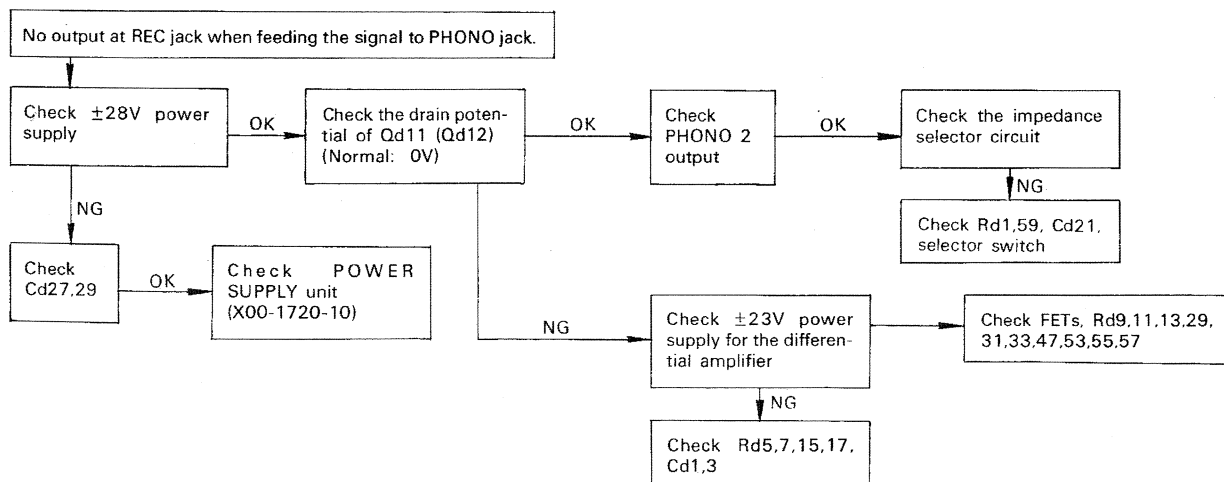 No output at REC jack when feeding the signal to PHONO jack.
Check ±28V power
supply
OK
Check the drain poten-
tial of Qd11 (Qd12)
(Normal: 0V)
OK
Check
PHONO 2
output
OK
Check the impedance
selector circuit
NG
Check Rd1,59, Cd21,
selector switch
NG
Check
Cd27,29
OK
Check POWER
SUPPLY unit
(X00-1720-10)
NG
Check ±23V power
supply for the differen-
tial amplifier
Check FETs, Rd9,11,13,29,
31,33,47,53,55,57
NG
Check Rd5,7,15,17,
Cd1,3